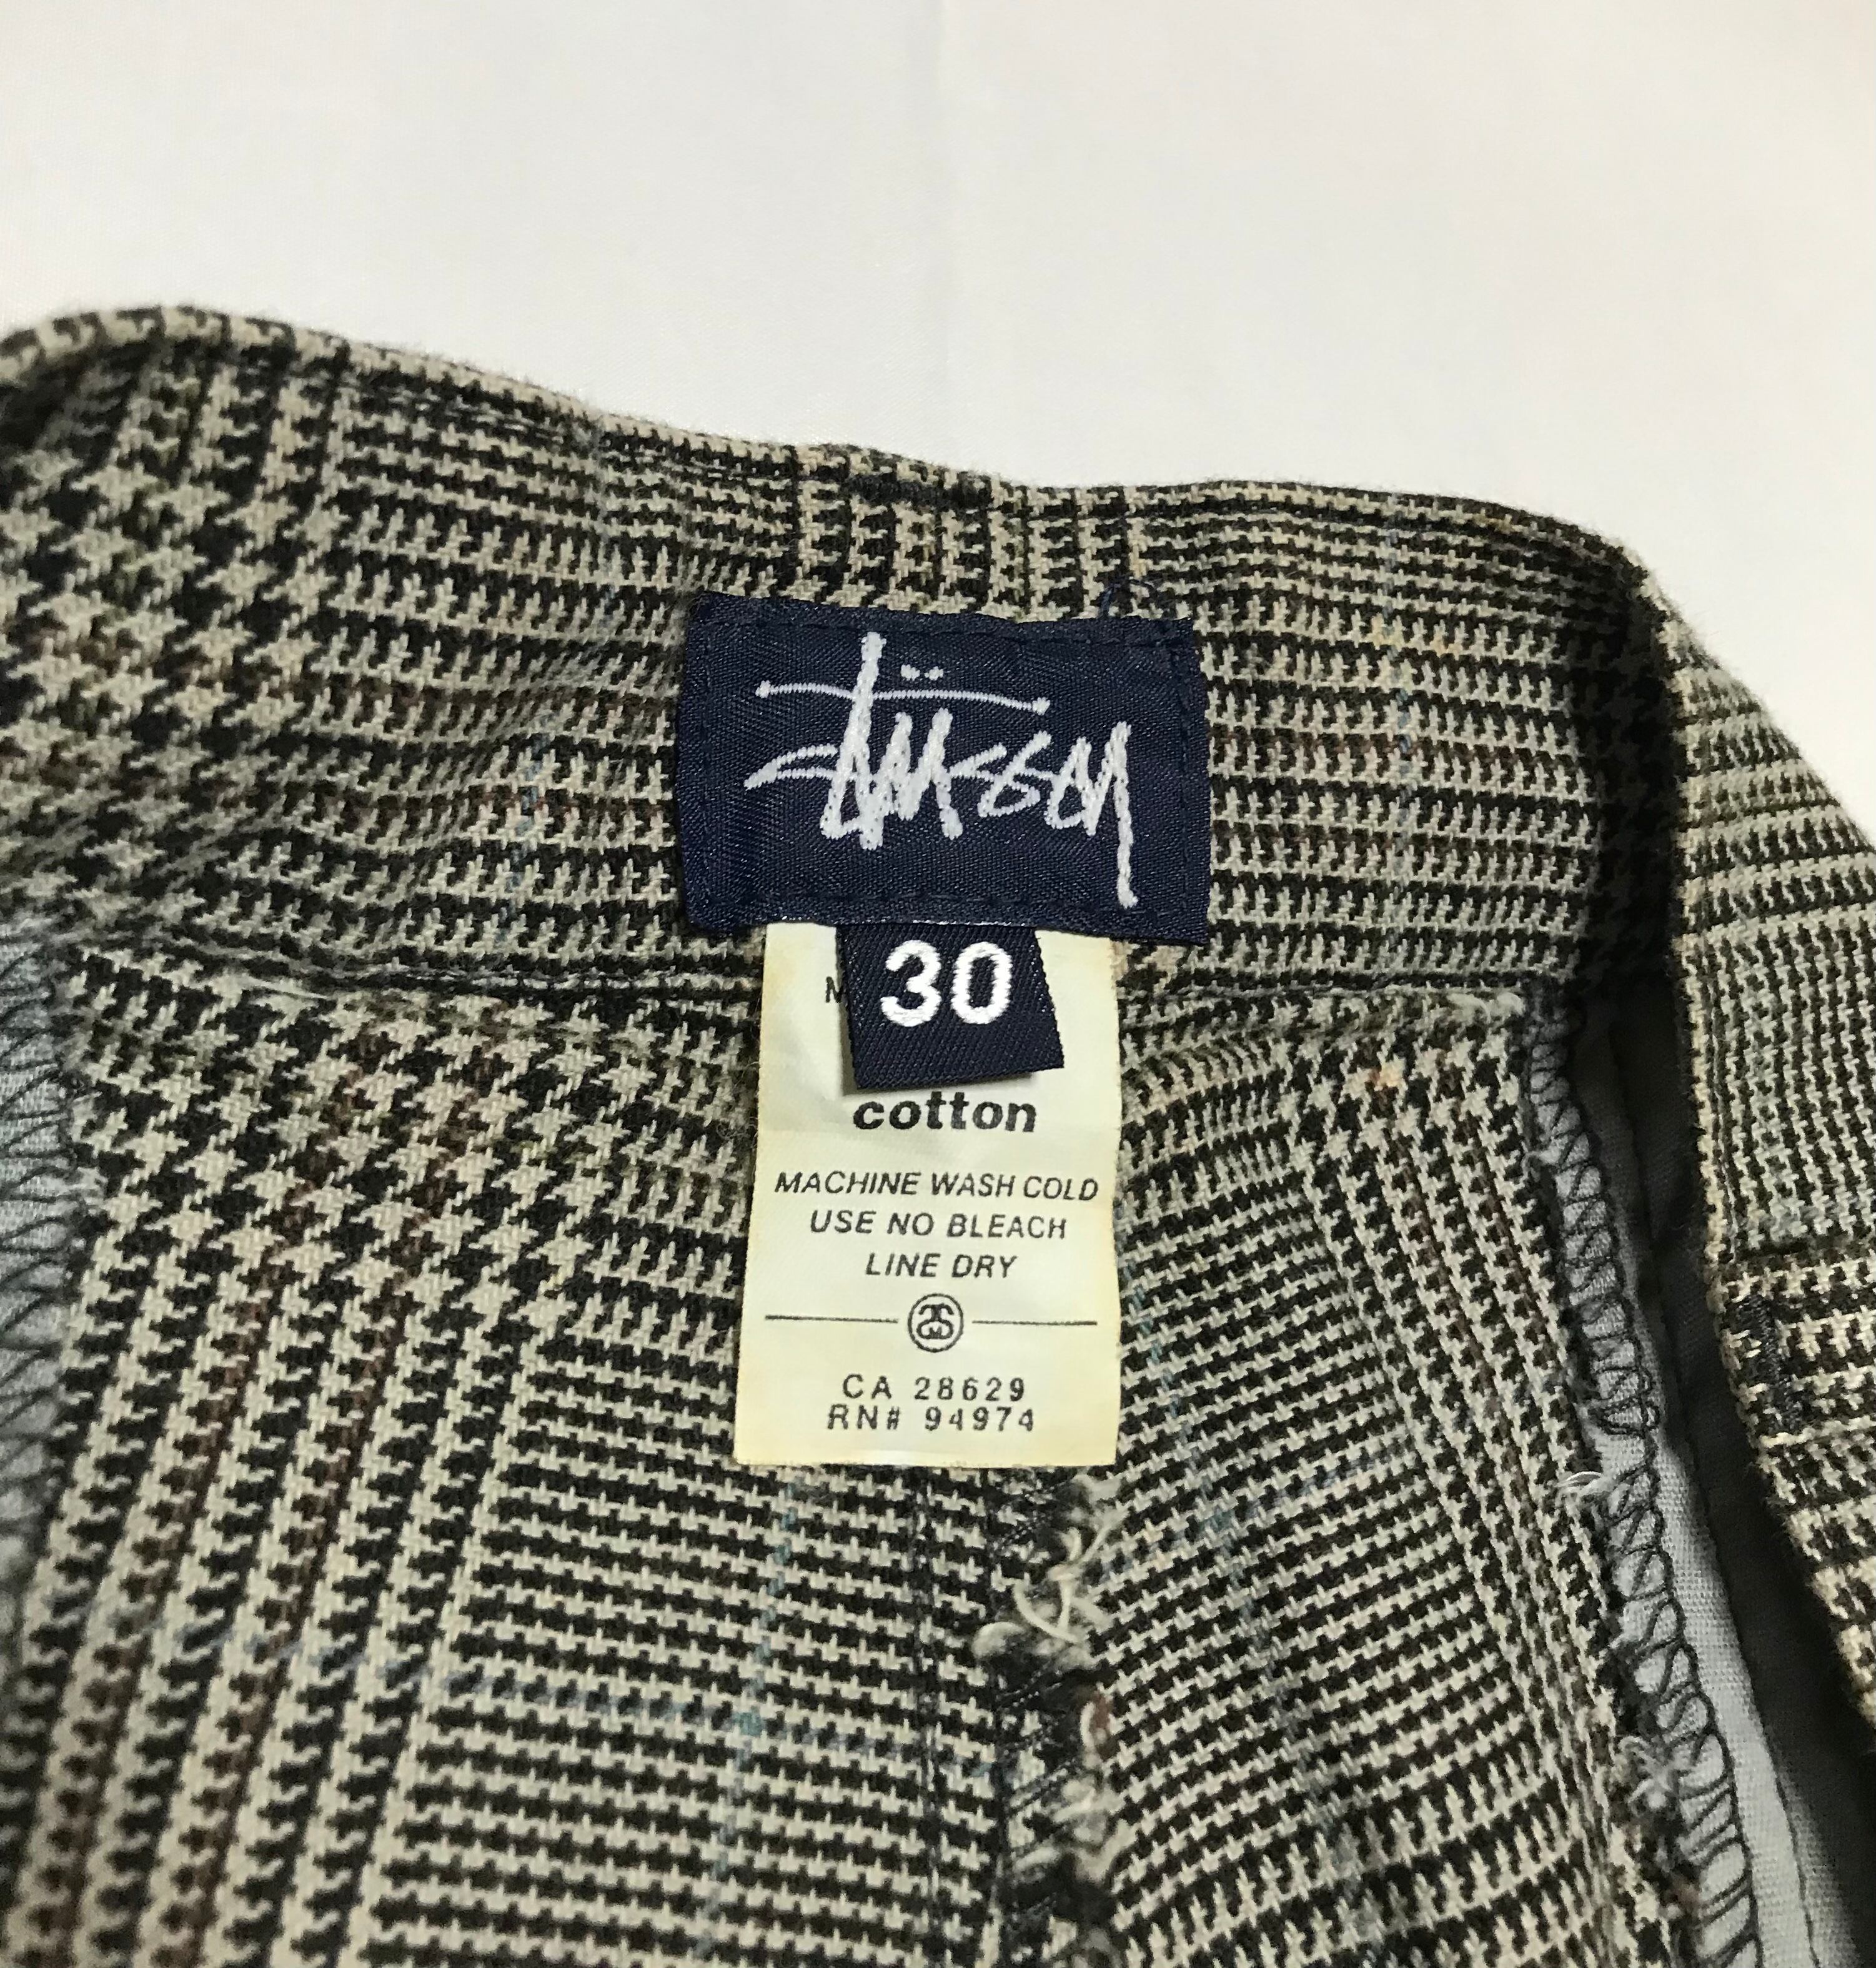 Stüssy
30
cotton
MACHINE WASH COLD
USE NO BLEACH
LINE DRY
CA 28629
RN# 94974